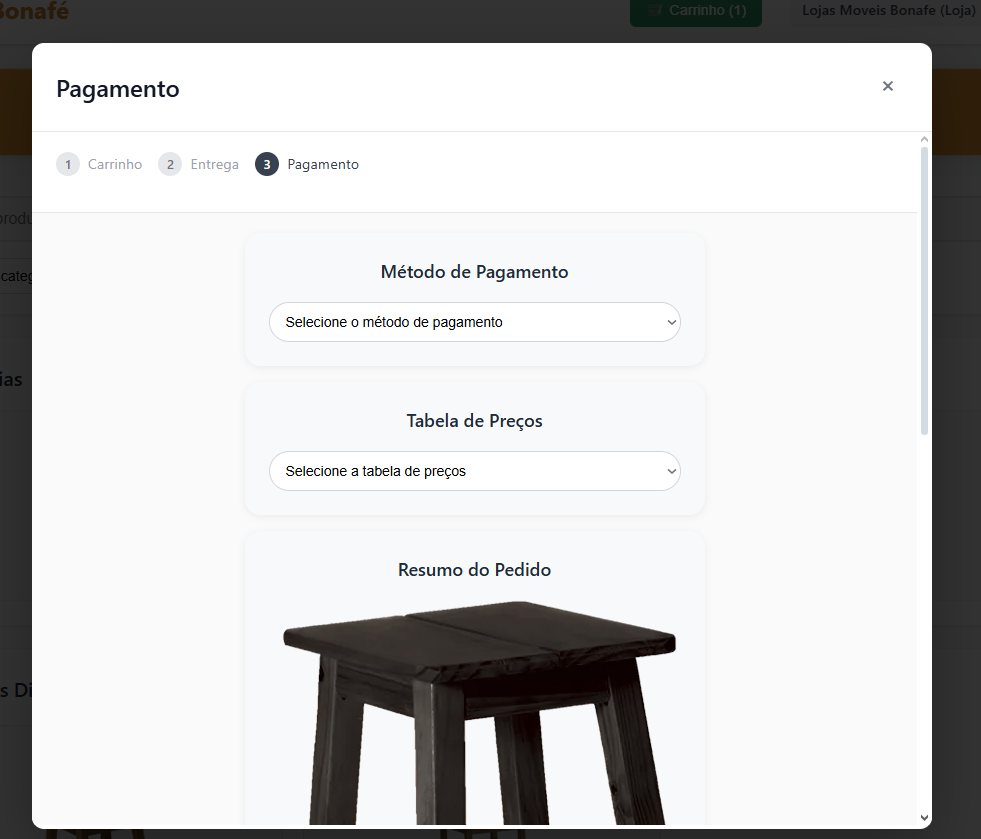 Bonafé
Carrinho (1)
Lojas Moveis Bonafe (Loja)
Pagamento
×
1 Carrinho 2 Entrega 3 Pagamento
Método de Pagamento
Selecione o método de pagamento
Tabela de Preços
Selecione a tabela de preços
Resumo do Pedido